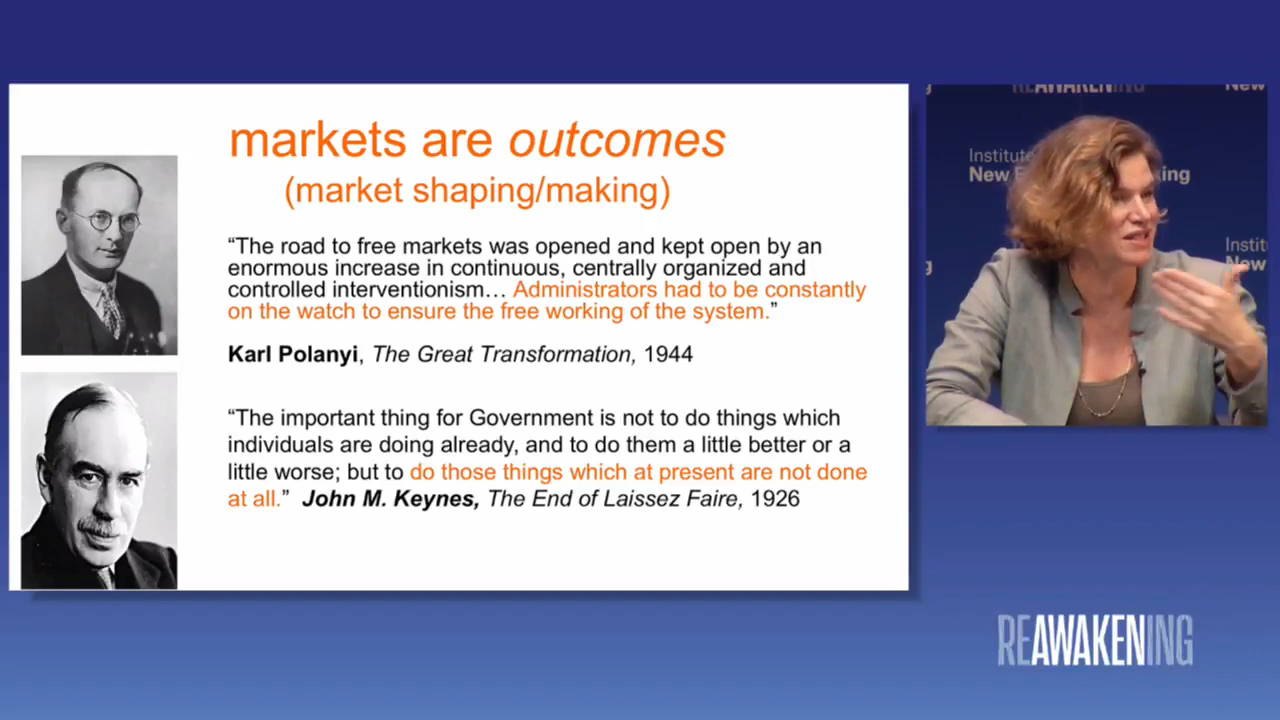 markets are outcomes
(market shaping/making)
“The road to free markets was opened and kept open by an
enormous increase in continuous, centrally organized and
controlled interventionism… Administrators had to be constantly
on the watch to ensure the free working of the system.”
Karl Polanyi, The Great Transformation, 1944
“The important thing for Government is not to do things which
individuals are doing already, and to do them a little better or a
little worse; but to do those things which at present are not done
at all.” John M. Keynes, The End of Laissez Faire, 1926
REAWAKENING
New
Institute
New E king
Instit
New
REAWAKENING